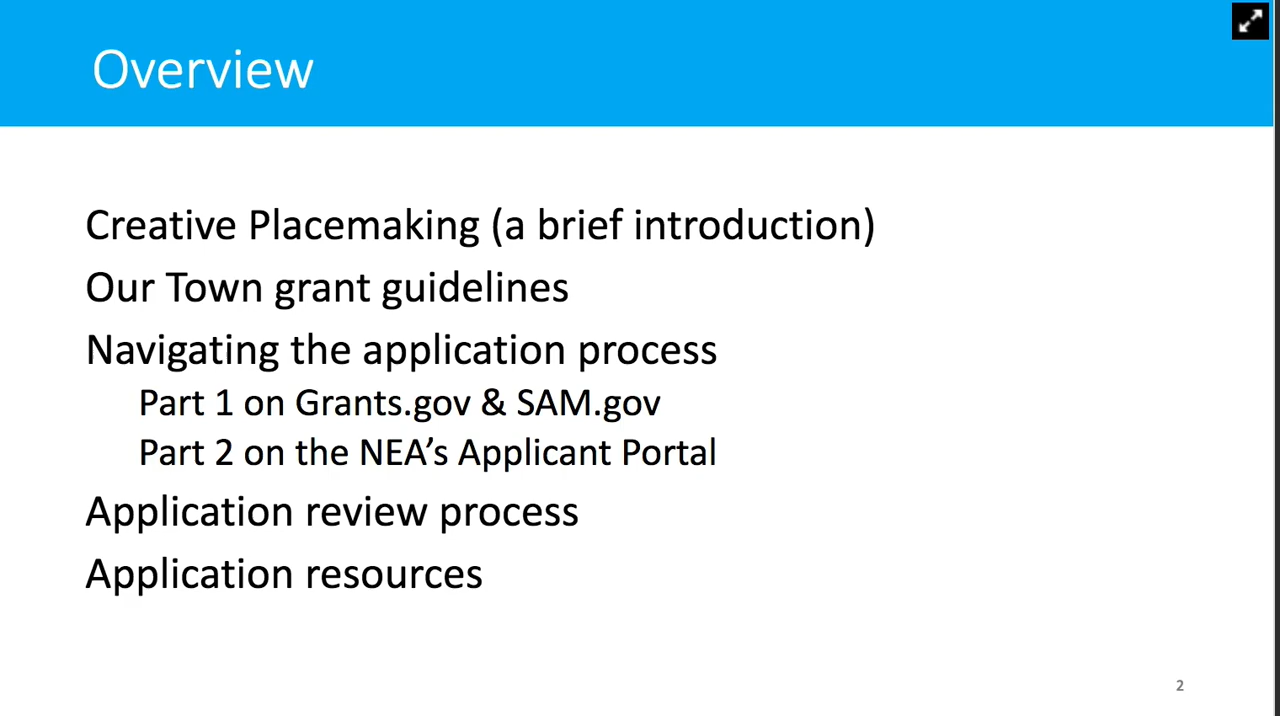 Overview
Creative Placemaking (a brief introduction)
Our Town grant guidelines
Navigating the application process
Part 1 on Grants.gov & SAM.gov
Part 2 on the NEA’s Applicant Portal
Application review process
Application resources
2